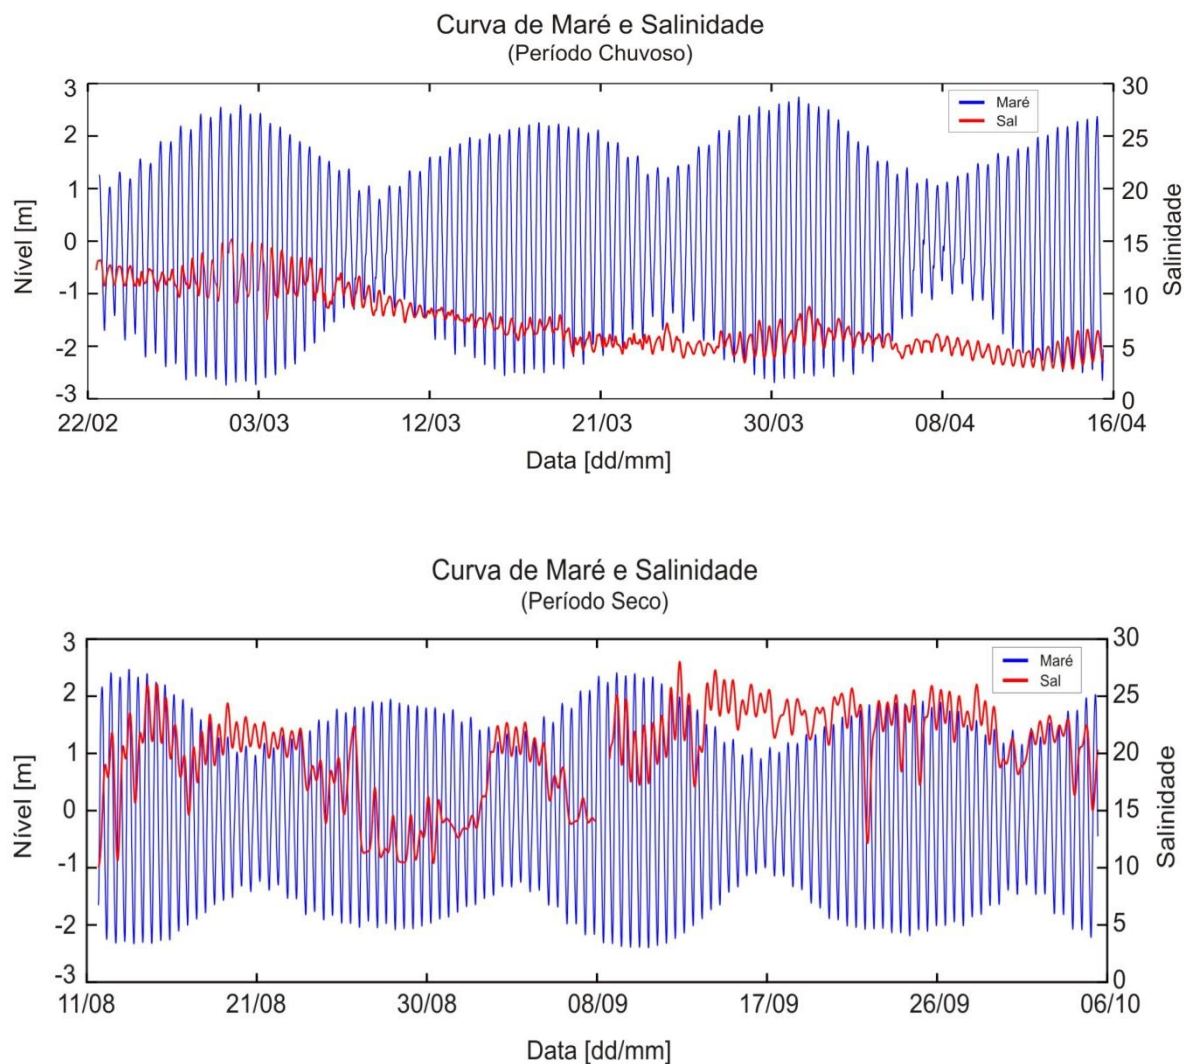 Curva de Maré e Salinidade
(Período Chuvoso)
3
2
1
0
-1
-2
-3
Nível [m]
30
25
20
15
10
5
0
Salinidade
Maré
Sal
22/02 03/03 12/03 21/03 30/03 08/04 16/04
Data [dd/mm]
Curva de Maré e Salinidade
(Período Seco)
3
2
1
0
-1
-2
-3
Nível [m]
30
25
20
15
10
5
0
Salinidade
Maré
Sal
11/08 21/08 30/08 08/09 17/09 26/09 06/10
Data [dd/mm]